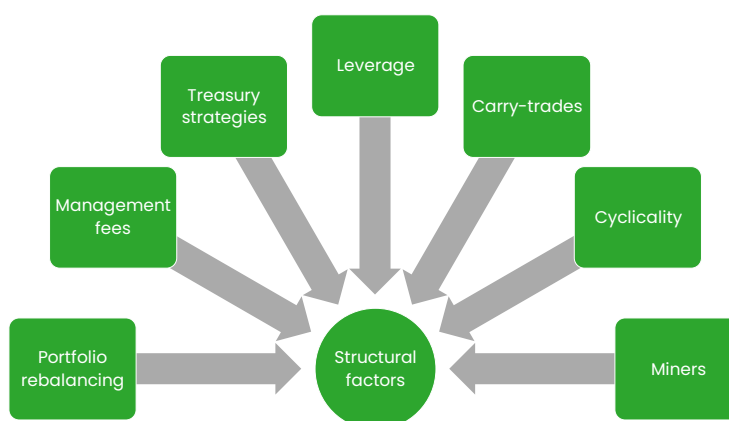 Leverage
Treasury
strategies
Carry-trades
Management
fees
Cyclicality
Portfolio
rebalancing
Structural
factors
Miners